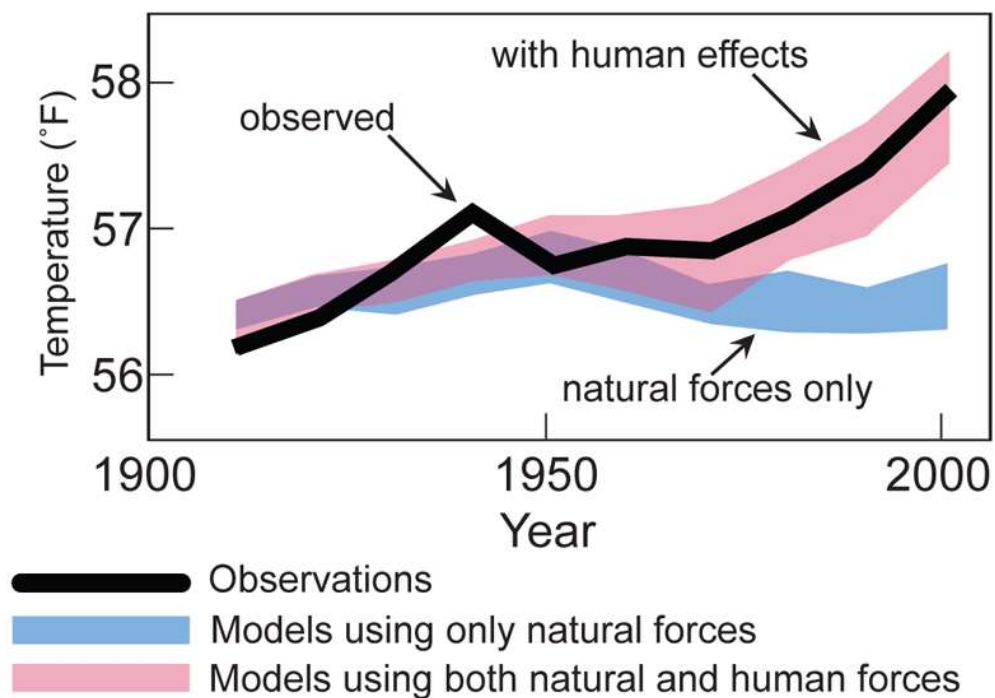 58
with human effects
observed
Temperature (˚F)
57
56
natural forces only
1900
1950
2000
Year
Observations
Models using only natural forces
Models using both natural and human forces